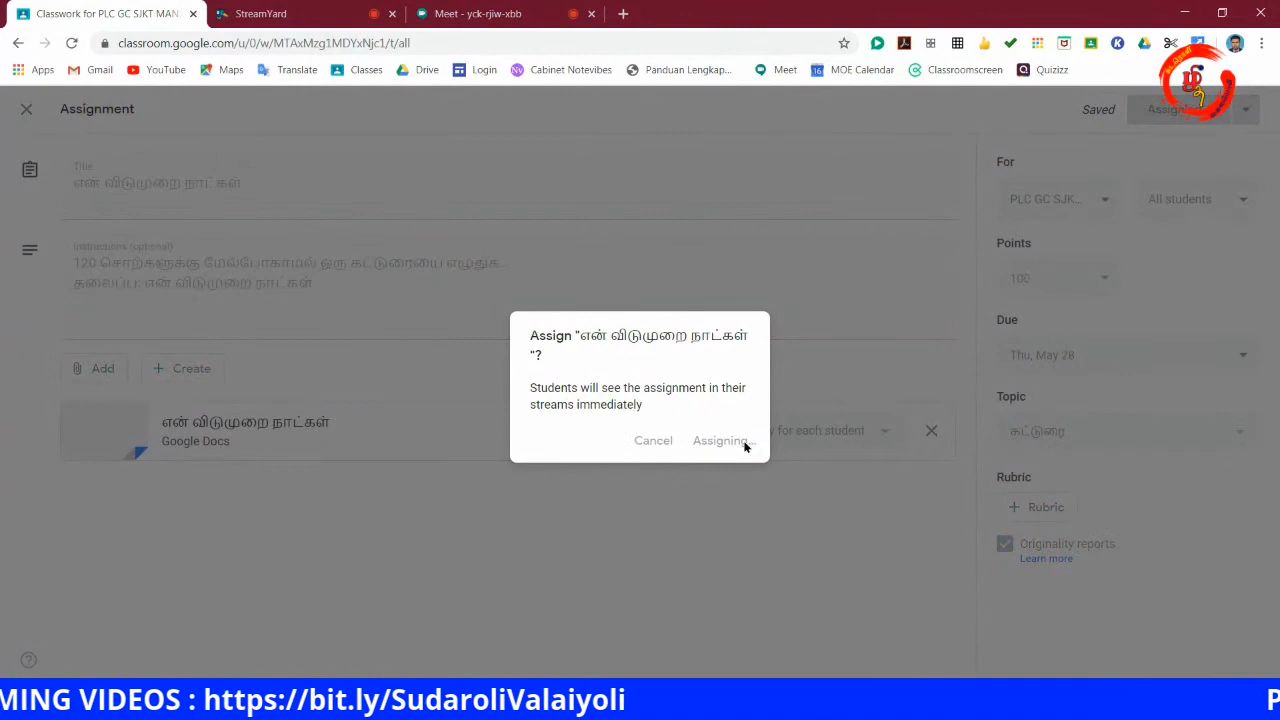 Classwork for PLC GC SJKT MAN
StreamYard
Meet - yck-rjiw-xbb
classroom.google.com/u/0/w/MTAxMzg1MDYxNjc1/t/all
Apps
Gmail
YouTube
Maps
Translate
Classes
Drive
Login
Cabinet Notevibes
Panduan Lengkap...
Meet
MOE Calendar
Classroomscreen
Quizizz
Assignment
Saved
Title
என் விடுமுறை நாட்கள்
Instructions (optional)
120 சொற்களுக்கு மேல்போகாமல் ஒரு கட்டுரையை எழுதுக.
தலைப்பு: என் விடுமுறை நாட்கள்
Add
Create
என் விடுமுறை நாட்கள்
Google Docs
y for each student
Assign "என் விடுமுறை நாட்கள்
"?
Students will see the assignment in their
streams immediately
Cancel
Assigning...
For
PLC GC SJK...
All students
Points
100
Due
Thu, May 28
Topic
கட்டுரை
Rubric
Rubric
Originality reports
Learn more
MING VIDEOS : https://bit.ly/SudaroliValaiyoli
P